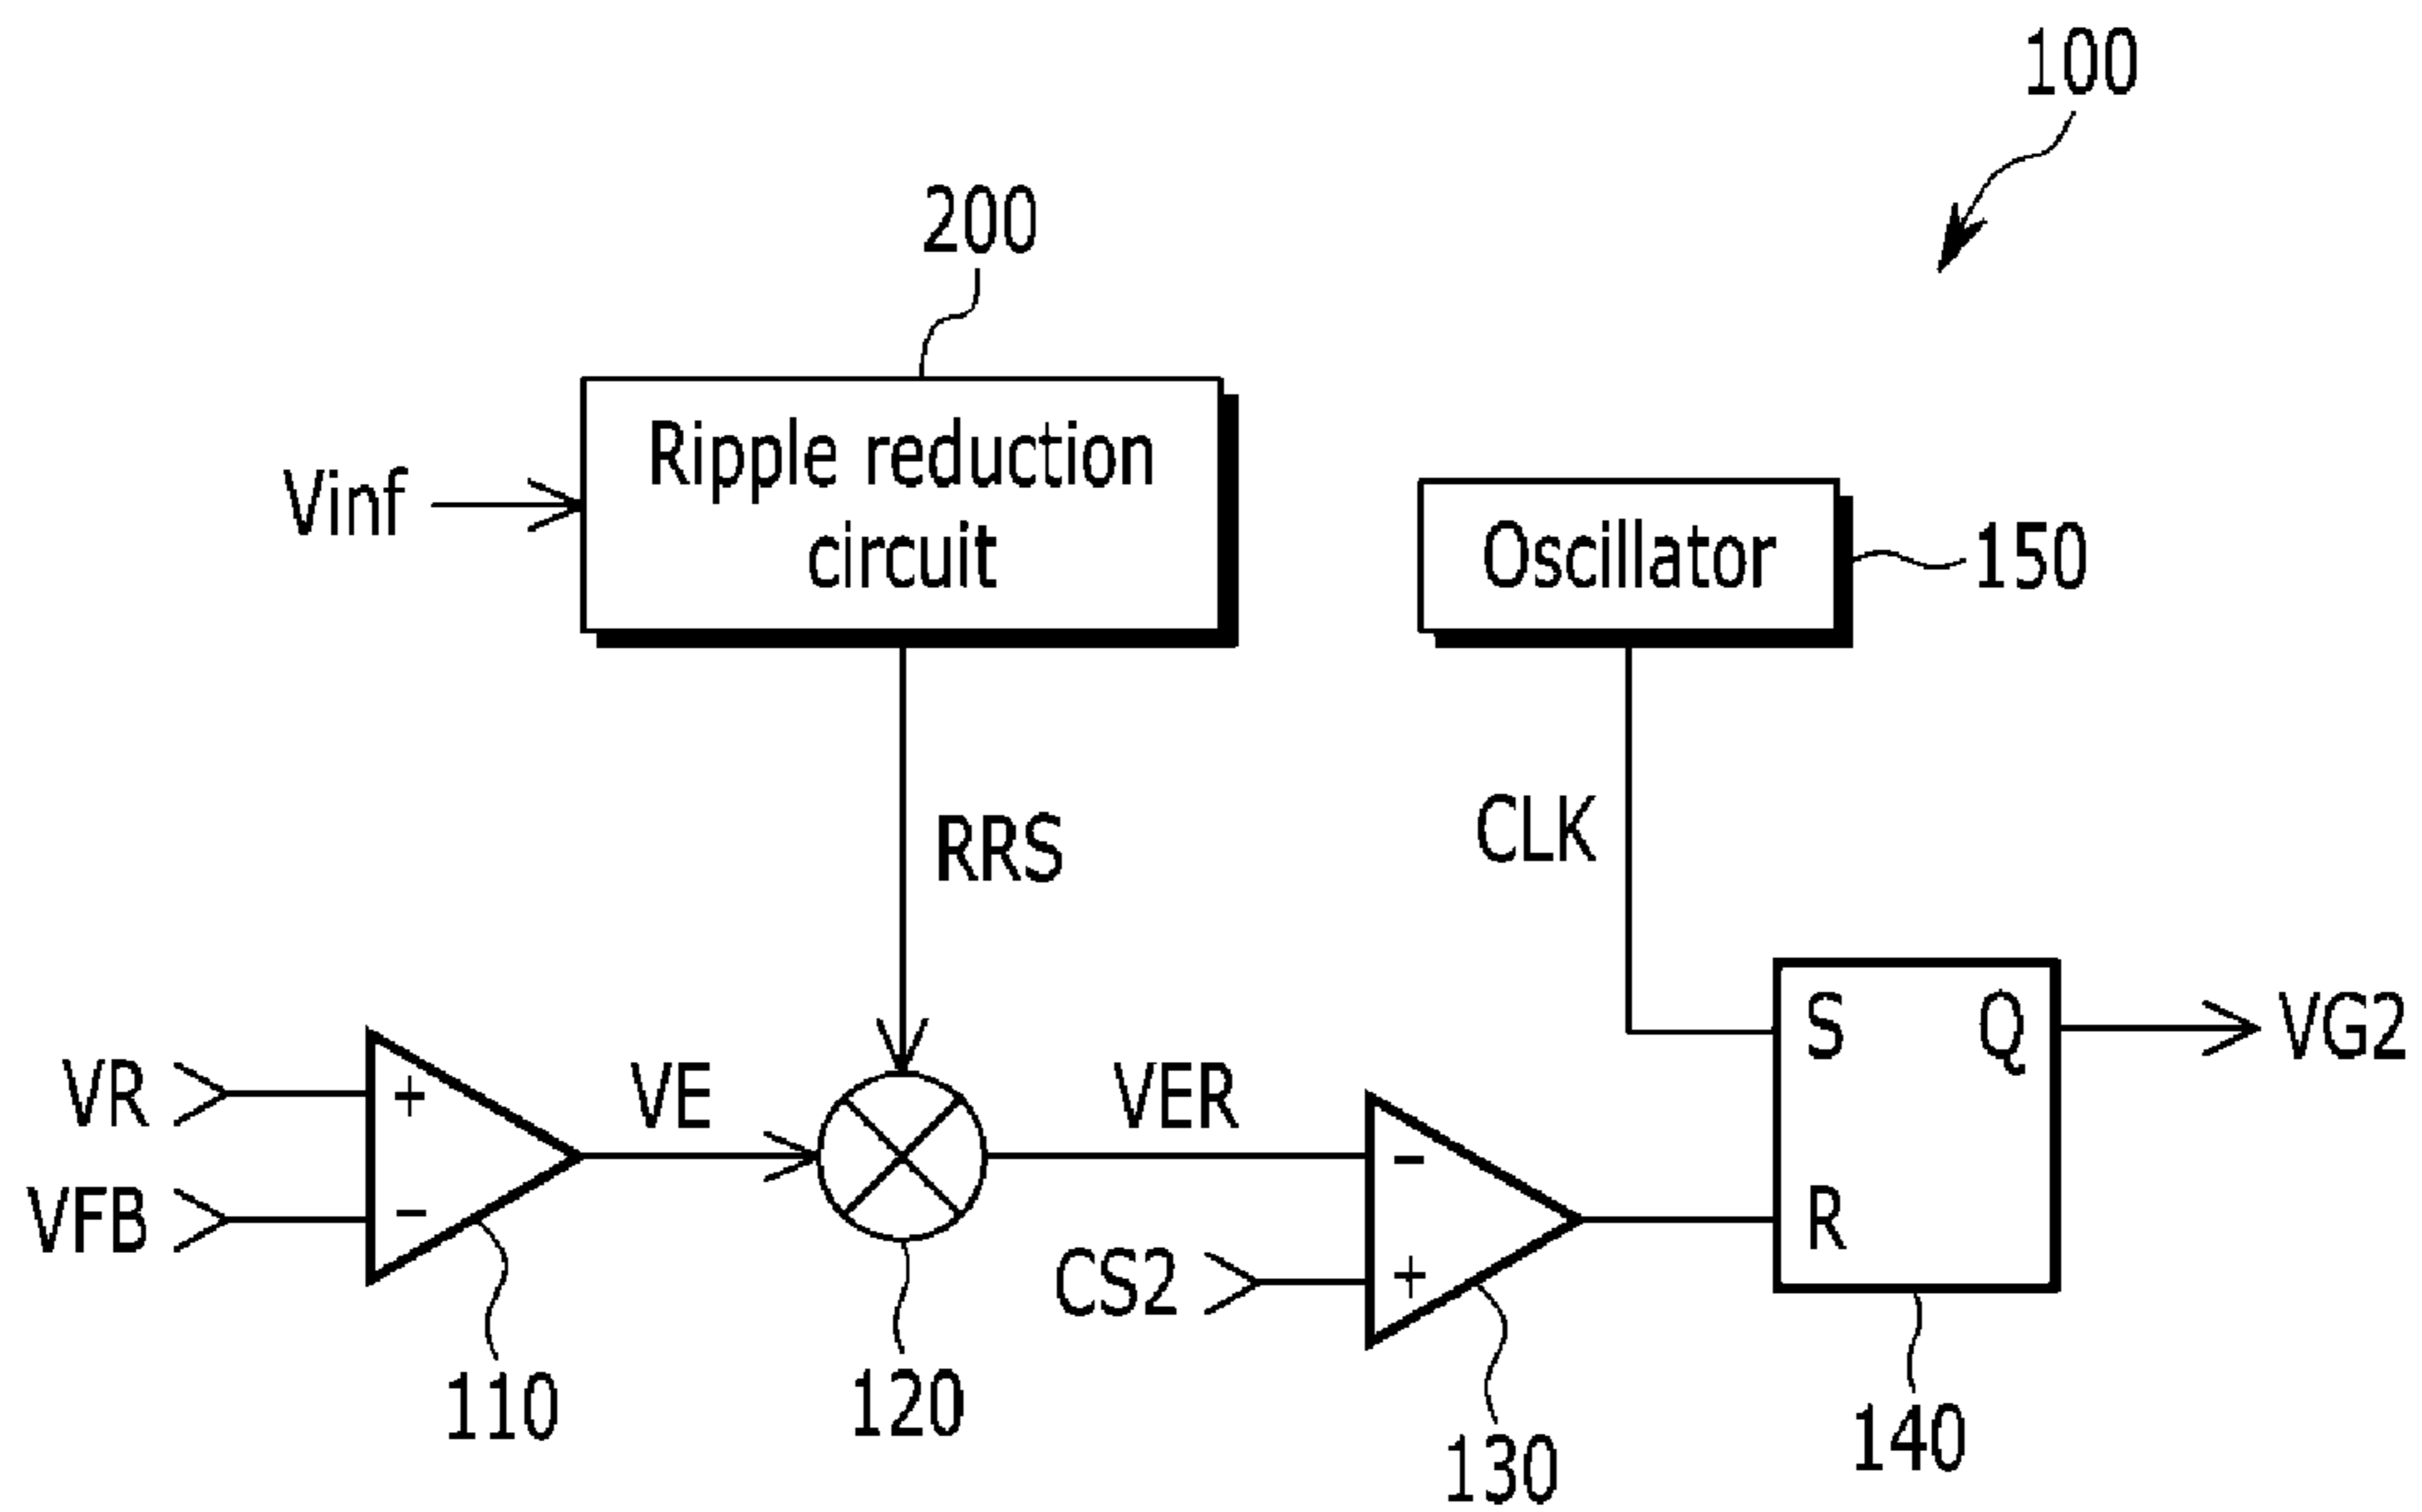 100
200
Ripple reduction
circuit
Vinf
Oscillator
150
RRS
CLK
S
Q
VG2
VR
+
VE
VER
VFB
-
-
R
CS2
+
110
120
130
140